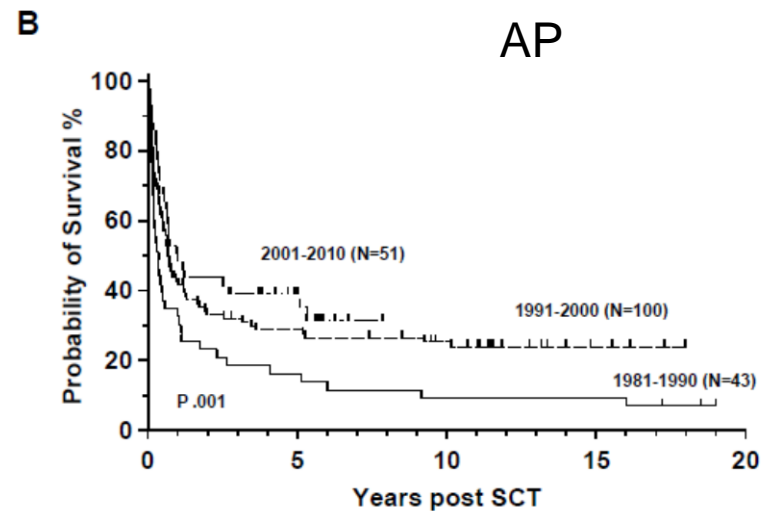 B
AP
Probability of Survival %
100
80
60
40
20
0
2001-2010 (N=51)
1991-2000 (N=100)
1981-1990 (N=43)
P .001
0 5 10 15 20
Years post SCT